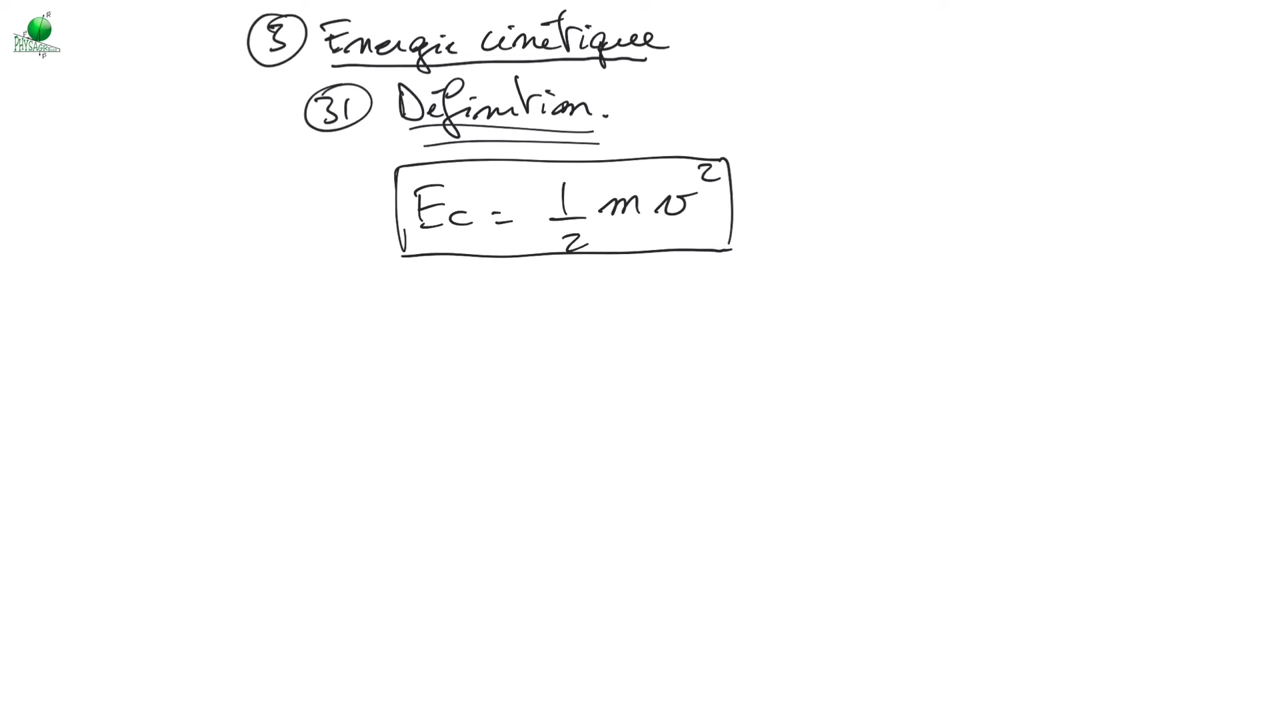 ③ Energie cinétique
③① Définition.
Ec = 1/2 m v²